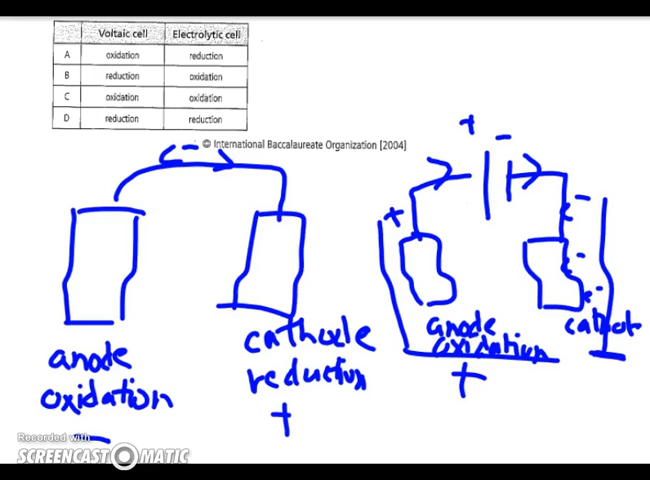 Voltaic cell Electrolytic cell
A oxidation reduction
B reduction oxidation
C oxidation oxidation
D reduction reduction
© International Baccalaureate Organization [2004]
e-
+ -
+
e-
e-
e-
anode
oxidation
-
cathode
reduction
+
anode
oxidation
+
Recorded with
SCREENCAST MATIC